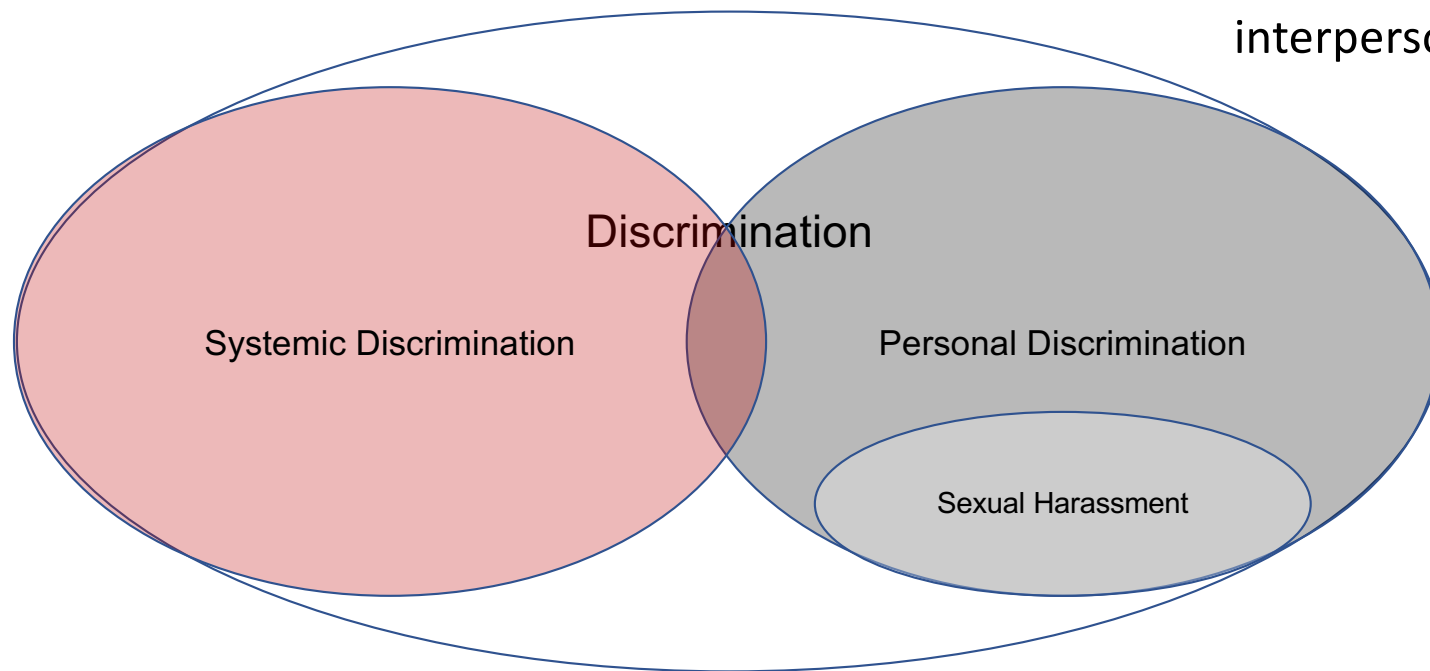 interperso
Discrimination
Systemic Discrimination
Personal Discrimination
Sexual Harassment